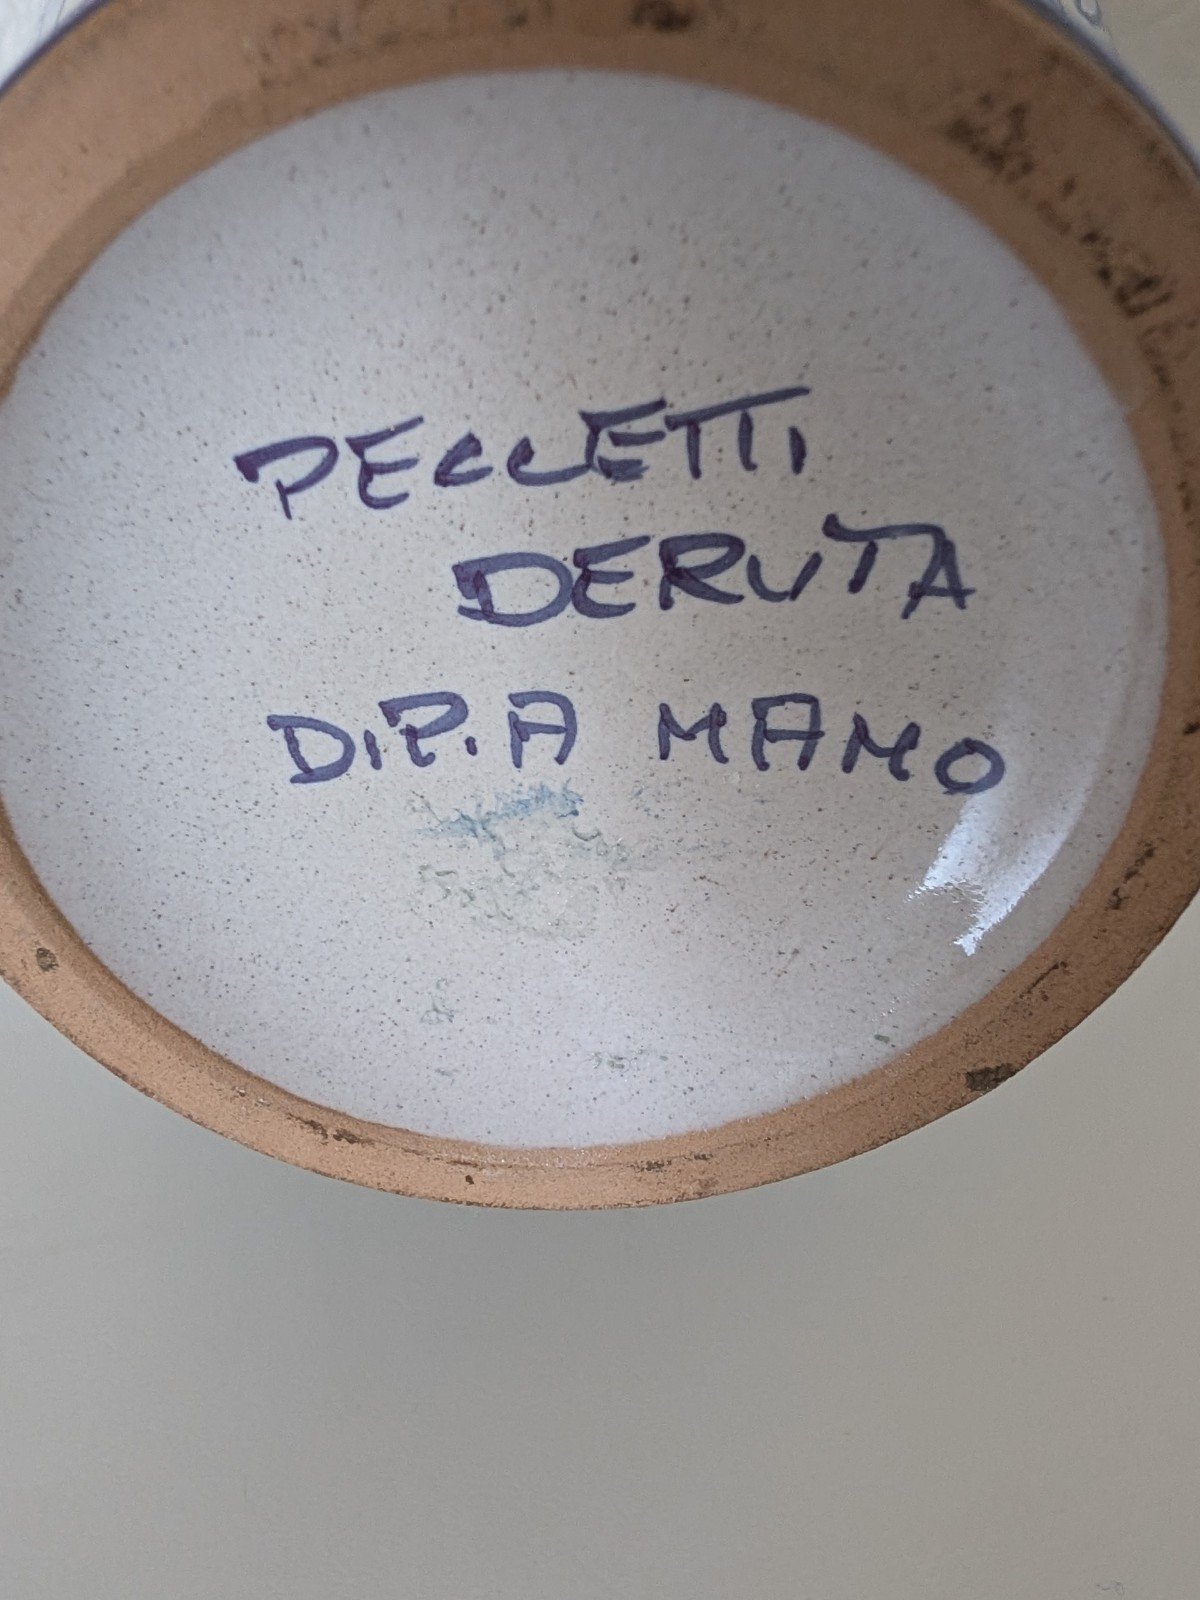 PECCETTI
DERUTA
DIP. A MANO